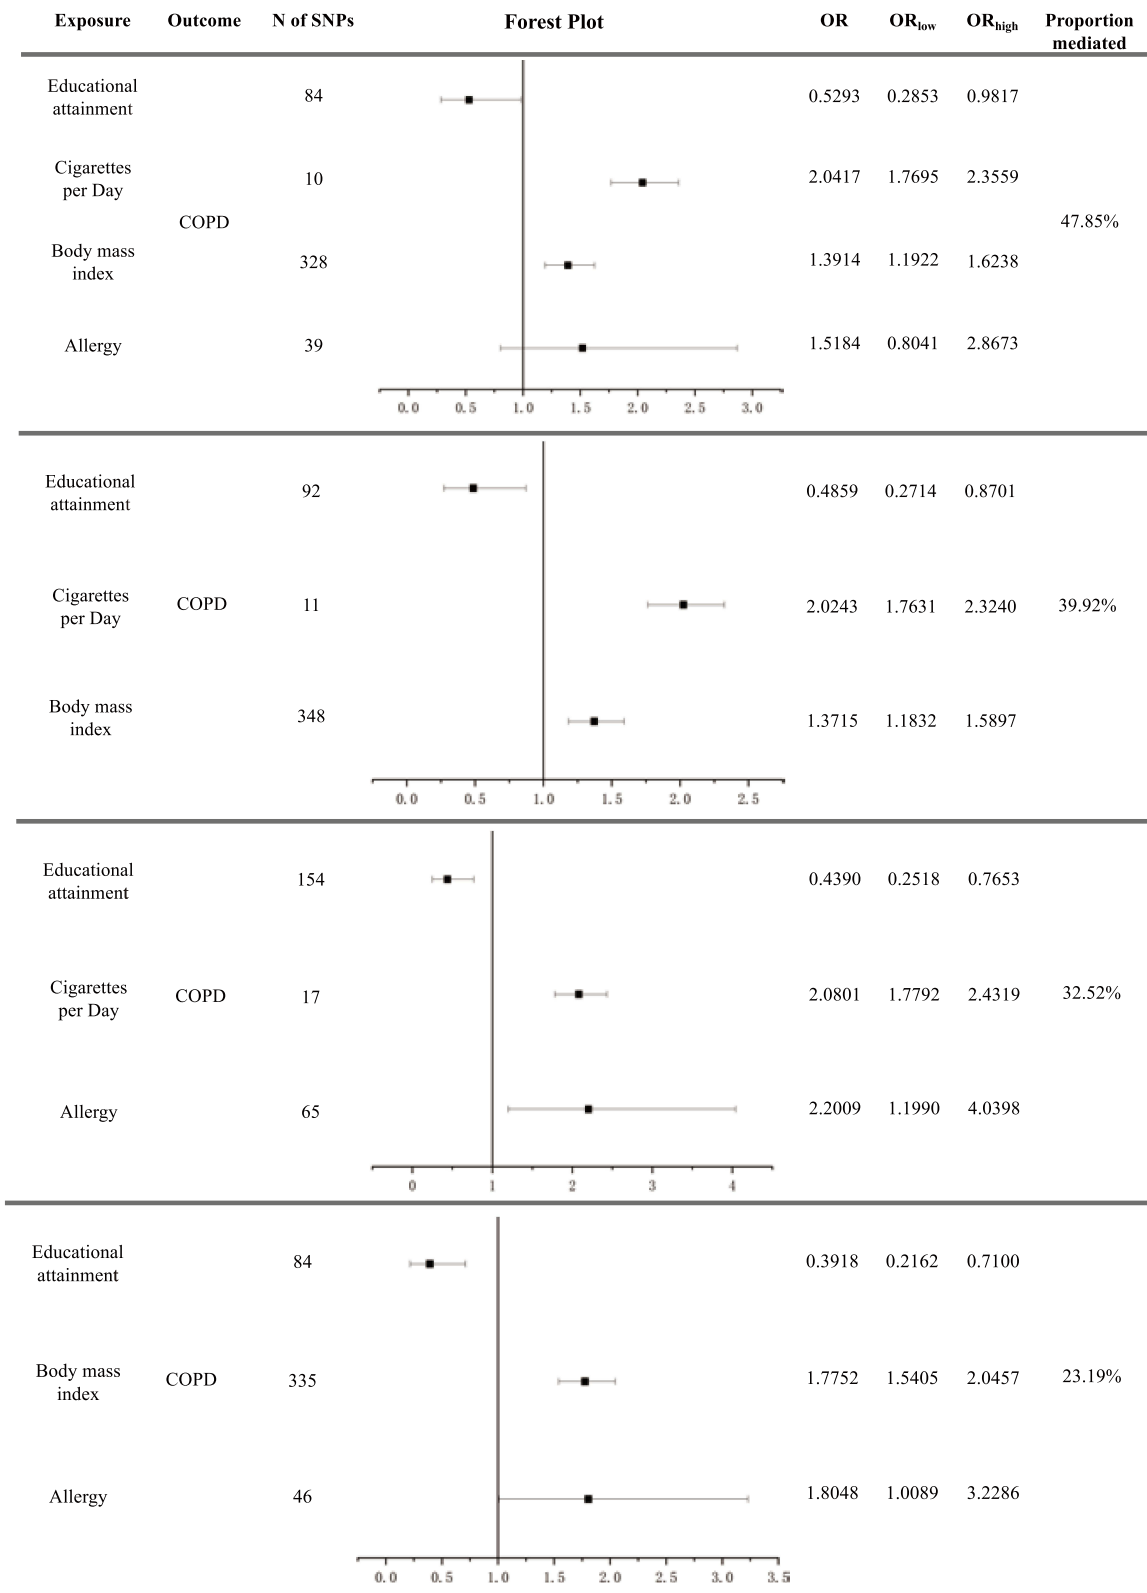 Exposure Outcome N of SNPs Forest Plot OR ORlow ORhigh Proportion
mediated
Educational
attainment
84 0.5293 0.2853 0.9817
Cigarettes
per Day
10 2.0417 1.7695 2.3559
COPD 47.85%
Body mass
index
328 1.3914 1.1922 1.6238
Allergy 39 1.5184 0.8041 2.8673
0.0 0.5 1.0 1.5 2.0 2.5 3.0
Educational
attainment
92 0.4859 0.2714 0.8701
Cigarettes
per Day
COPD 11 2.0243 1.7631 2.3240 39.92%
Body mass
index
348 1.3715 1.1832 1.5897
0.0 0.5 1.0 1.5 2.0 2.5
Educational
attainment
154 0.4390 0.2518 0.7653
Cigarettes
per Day
COPD 17 2.0801 1.7792 2.4319 32.52%
Allergy 65 2.2009 1.1990 4.0398
0 1 2 3 4
Educational
attainment
84 0.3918 0.2162 0.7100
Body mass
index
COPD 335 1.7752 1.5405 2.0457 23.19%
Allergy 46 1.8048 1.0089 3.2286
0.0 0.5 1.0 1.5 2.0 2.5 3.0 3.5